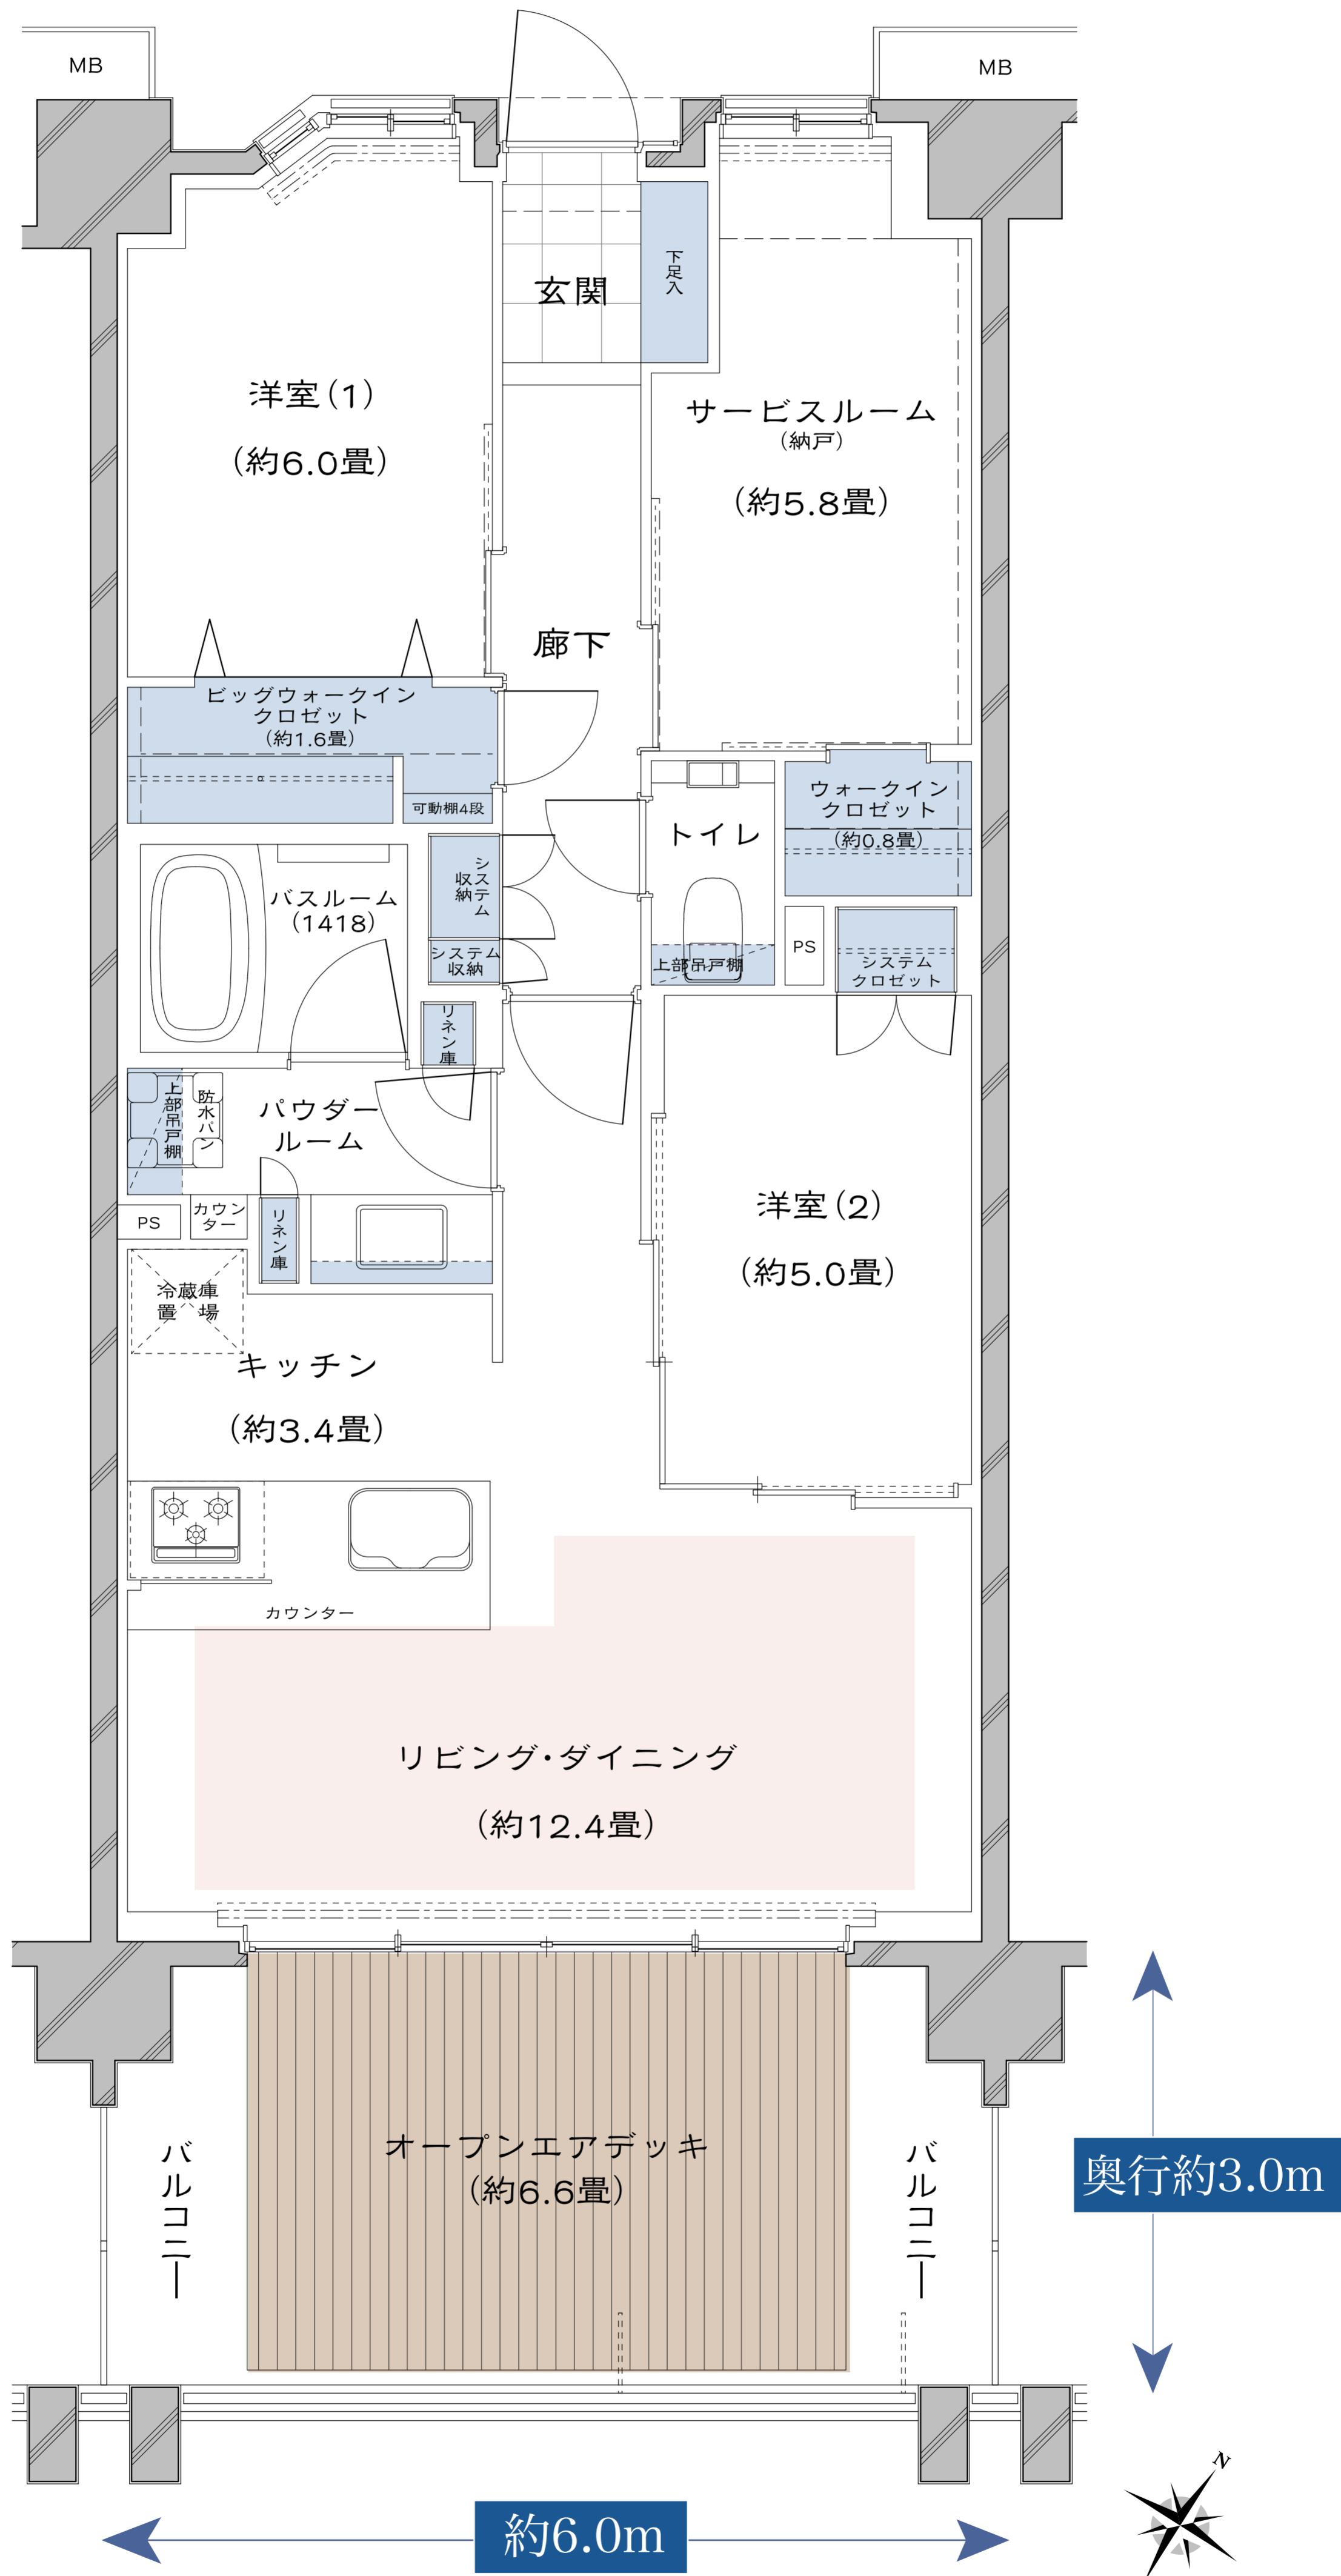 MB
MB
玄関
下足入
洋室(1)
(約6.0畳)
サービスルーム
(納戸)
(約5.8畳)
廊下
ビッグウォークイン
クロゼット
(約1.6畳)
可動棚4段
ウォークイン
クロゼット
(約0.8畳)
トイレ
システム
収納
バスルーム
(1418)
システム
収納
上部吊戸棚
PS
システム
クロゼット
リネン庫
上部吊戸棚
防水パン
パウダー
ルーム
PS
カウン
ター
リネン庫
洋室(2)
(約5.0畳)
冷蔵庫
置場
キッチン
(約3.4畳)
カウンター
リビング・ダイニング
(約12.4畳)
オープンエアデッキ
(約6.6畳)
バルコニー
バルコニー
奥行約3.0m
N
約6.0m